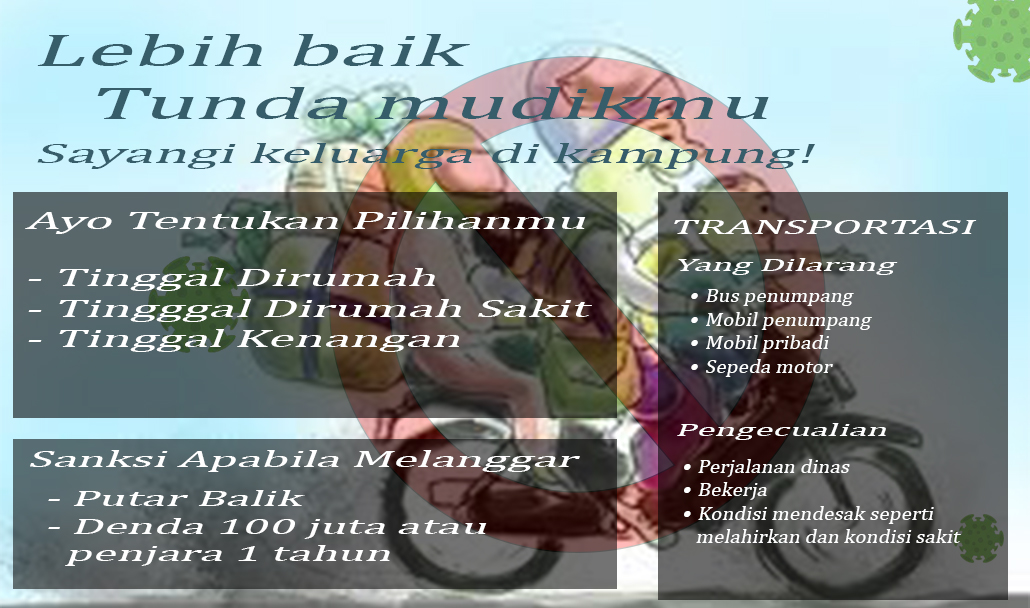 Lebih baik
Tunda mudikmu
Sayangi keluarga di kampung!
Ayo Tentukan Pilihanmu
- Tinggal Dirumah
- Tingggal Dirumah Sakit
- Tinggal Kenangan
Sanksi Apabila Melanggar
- Putar Balik
- Denda 100 juta atau
penjara 1 tahun
TRANSPORTASI
Yang Dilarang
• Bus penumpang
• Mobil penumpang
• Mobil pribadi
• Sepeda motor
Pengecualian
• Perjalanan dinas
• Bekerja
• Kondisi mendesak seperti
melahirkan dan kondisi sakit